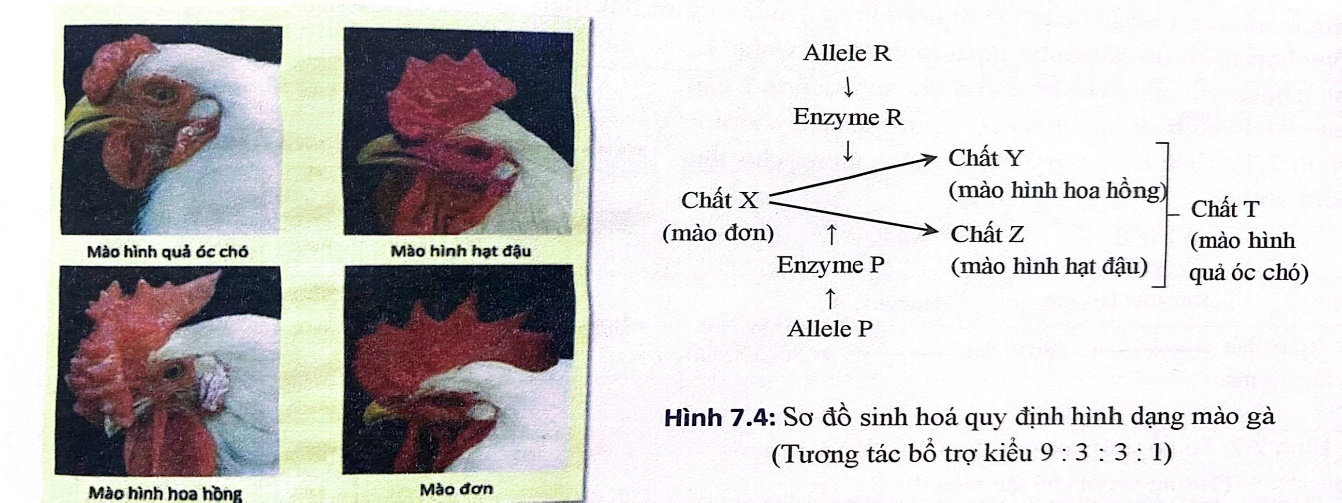 Mào hình quả óc chó
Mào hình hạt đậu
Mào hình hoa hồng
Mào đơn
Allele R
↓
Enzyme R
↓
Chất X
(mào đơn)
Chất Y
(mào hình hoa hồng)
Chất Z
(mào hình hạt đậu)
Chất T
(mào hình
quả óc chó)
↑
Enzyme P
↑
Allele P
Hình 7.4: Sơ đồ sinh hoá quy định hình dạng mào gà
(Tương tác bổ trợ kiểu 9 : 3 : 3 : 1)